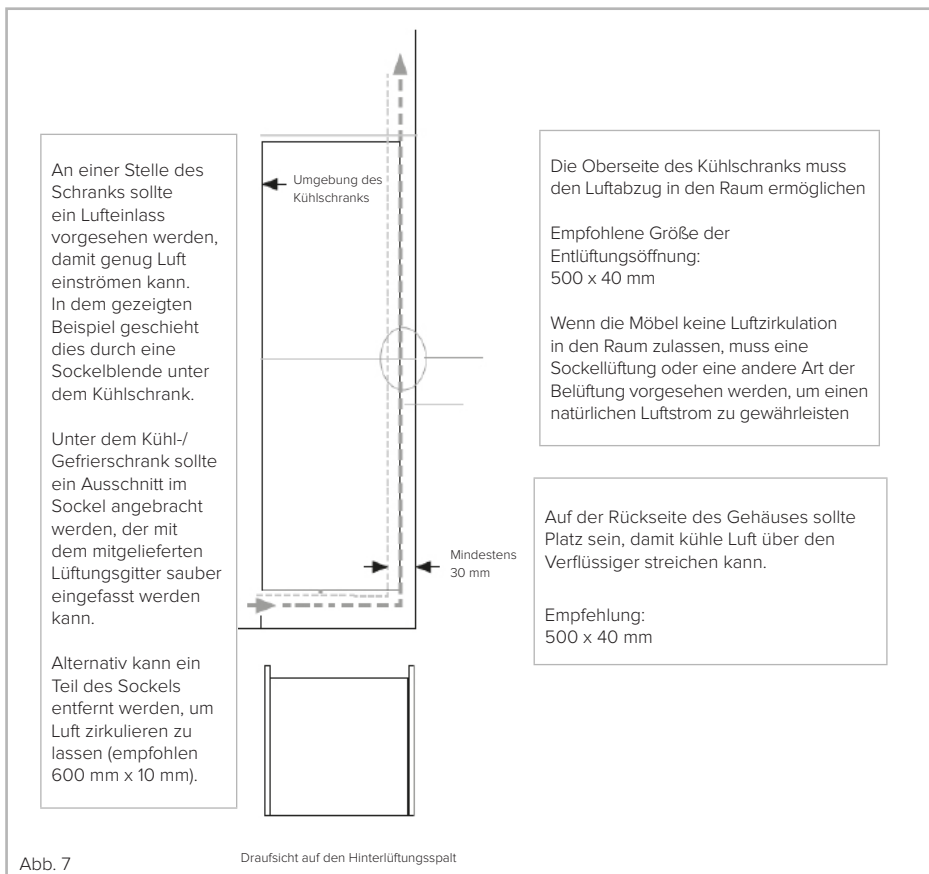 An einer Stelle des
Schranks sollte
ein Lufteinlass
vorgesehen werden,
damit genug Luft
einströmen kann.
In dem gezeigten
Beispiel geschieht
dies durch eine
Sockelblende unter
dem Kühlschrank.
Unter dem Kühl-/
Gefrierschrank sollte
ein Ausschnitt im
Sockel angebracht
werden, der mit
dem mitgelieferten
Lüftungsgitter sauber
eingefasst werden
kann.
Alternativ kann ein
Teil des Sockels
entfernt werden, um
Luft zirkulieren zu
lassen (empfohlen
600 mm x 10 mm).
Umgebung des
Kühlschranks
Mindestens
30 mm
Die Oberseite des Kühlschranks muss
den Luftabzug in den Raum ermöglichen
Empfohlene Größe der
Entlüftungsöffnung:
500 x 40 mm
Wenn die Möbel keine Luftzirkulation
in den Raum zulassen, muss eine
Sockellüftung oder eine andere Art der
Belüftung vorgesehen werden, um einen
natürlichen Luftstrom zu gewährleisten
Auf der Rückseite des Gehäuses sollte
Platz sein, damit kühle Luft über den
Verflüssiger streichen kann.
Empfehlung:
500 x 40 mm
Abb. 7
Draufsicht auf den Hinterlüftungsspalt